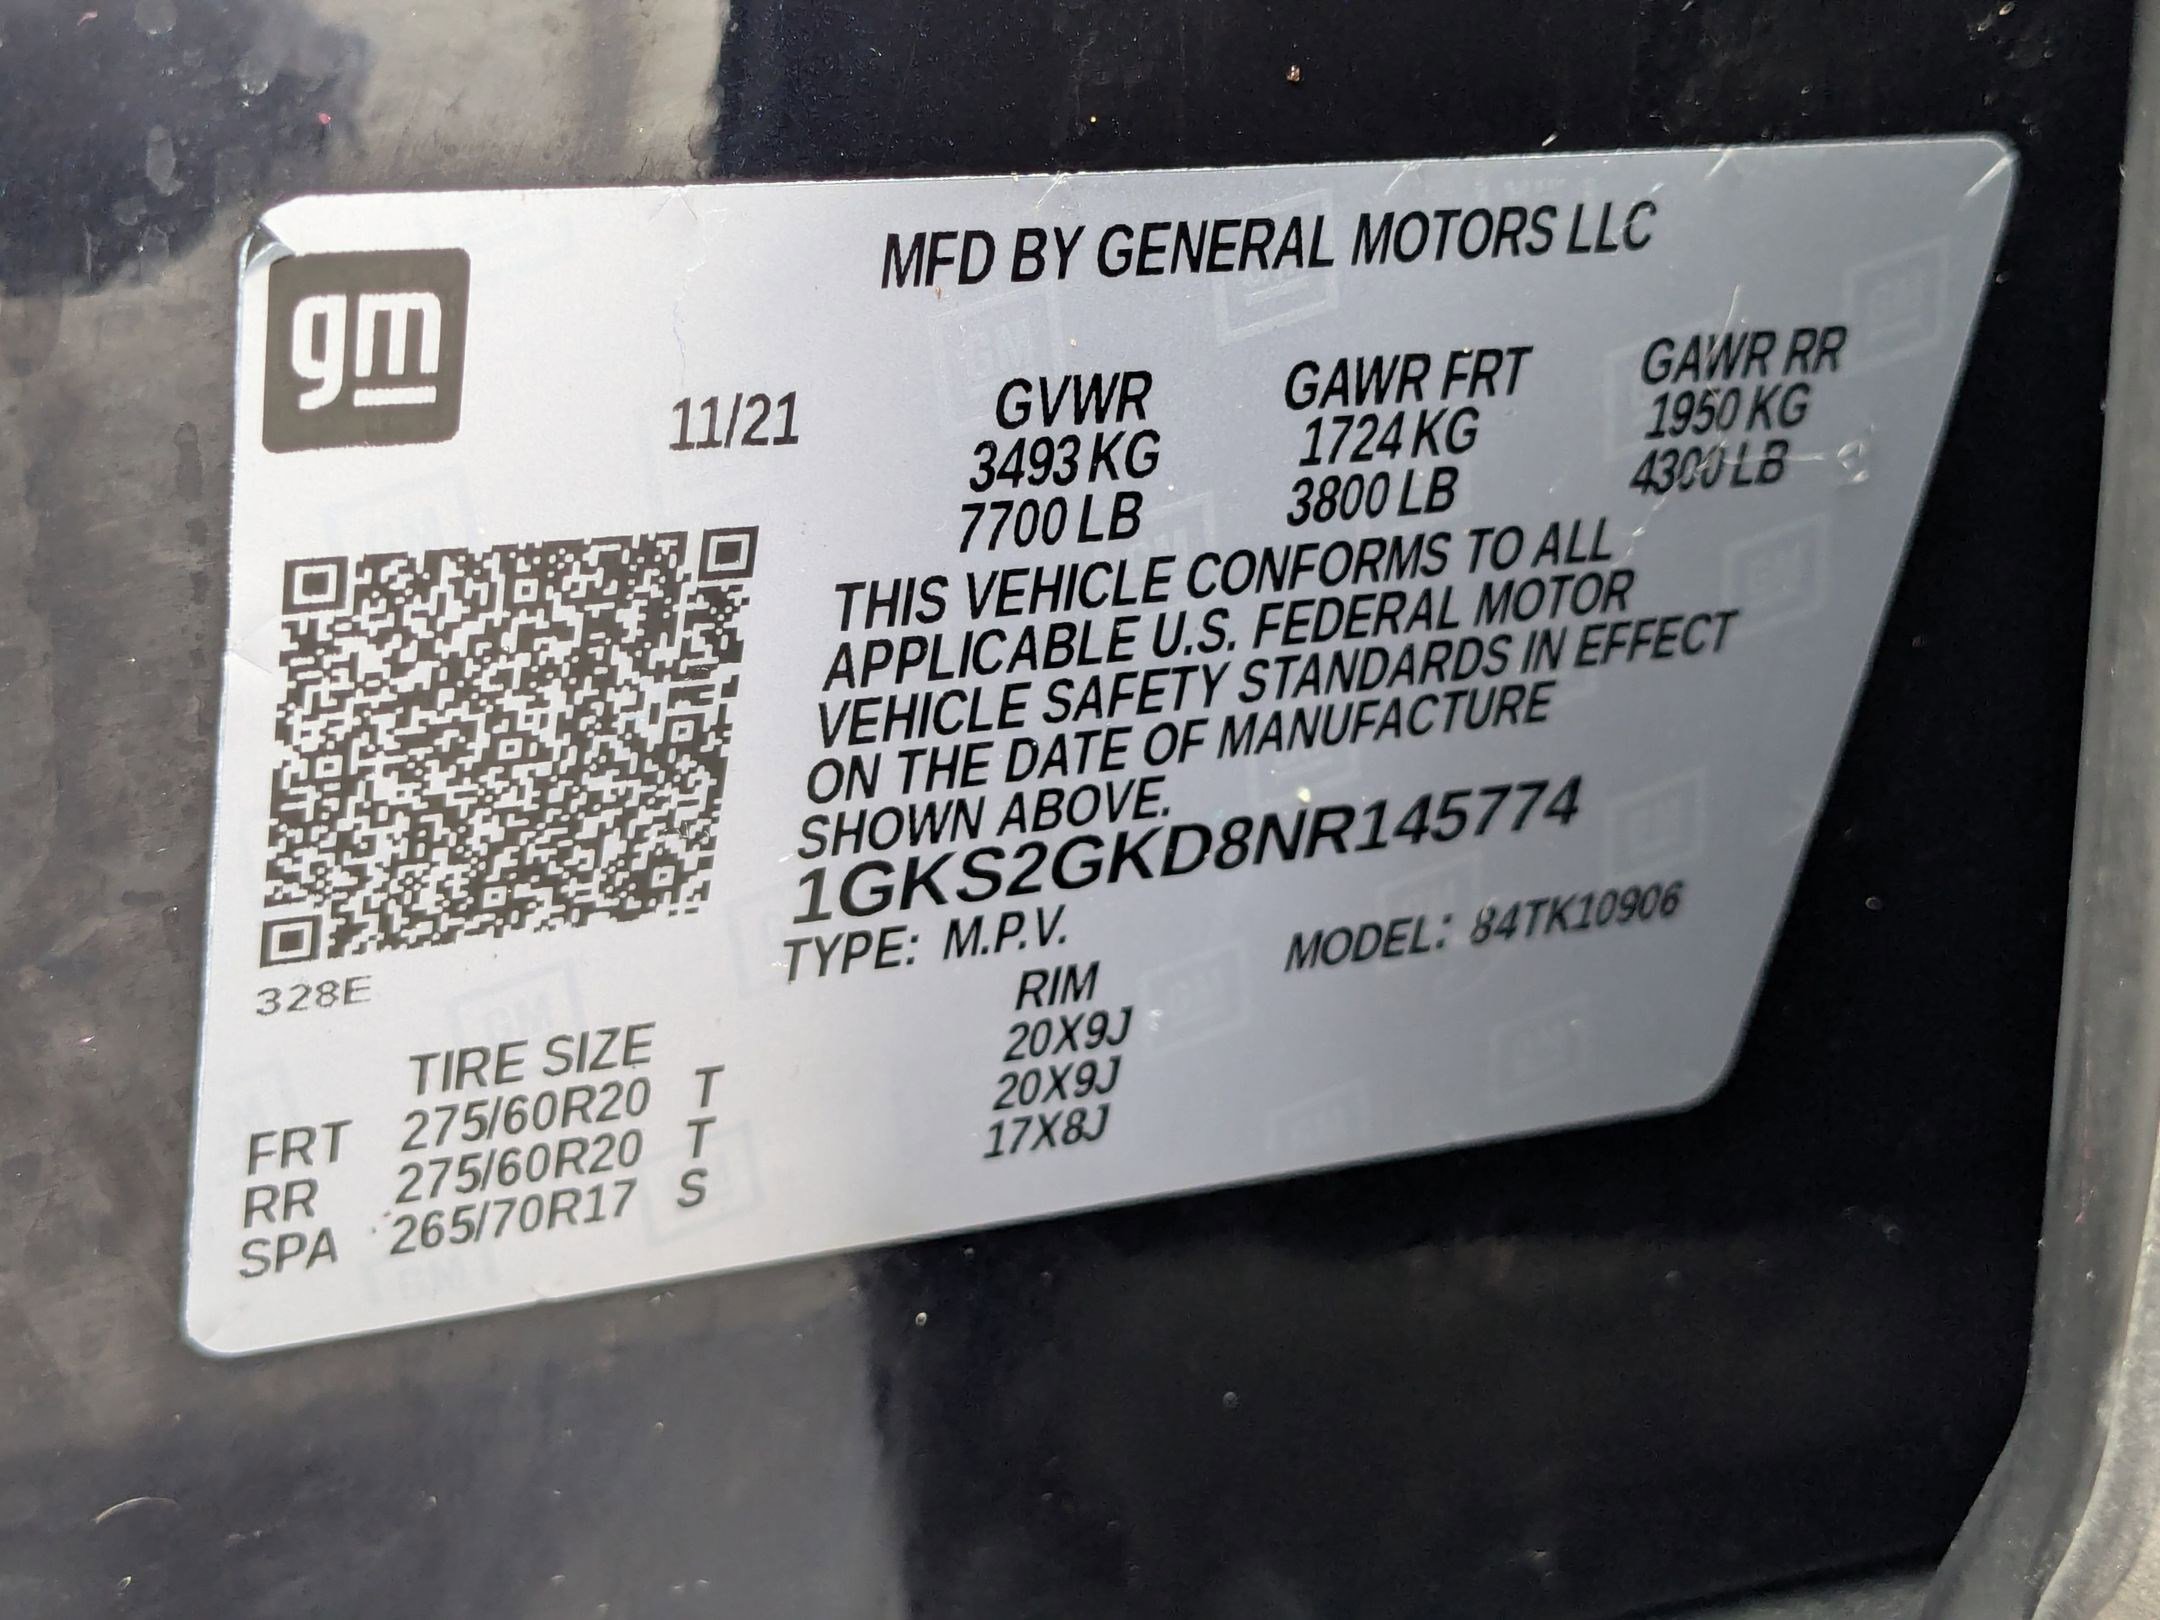 gm
MFD BY GENERAL MOTORS LLC
11/21 GVWR GAWR FRT GAWR RR
3493 KG 1724 KG 1950 KG
7700 LB 3800 LB 4300 LB
THIS VEHICLE CONFORMS TO ALL
APPLICABLE U.S. FEDERAL MOTOR
VEHICLE SAFETY STANDARDS IN EFFECT
ON THE DATE OF MANUFACTURE
SHOWN ABOVE.
1GKS2GKD8NR145774
TYPE: M.P.V. MODEL: 84TK10906
328E
TIRE SIZE RIM
FRT 275/60R20 T 20X9J
RR 275/60R20 T 20X9J
SPA 265/70R17 S 17X8J